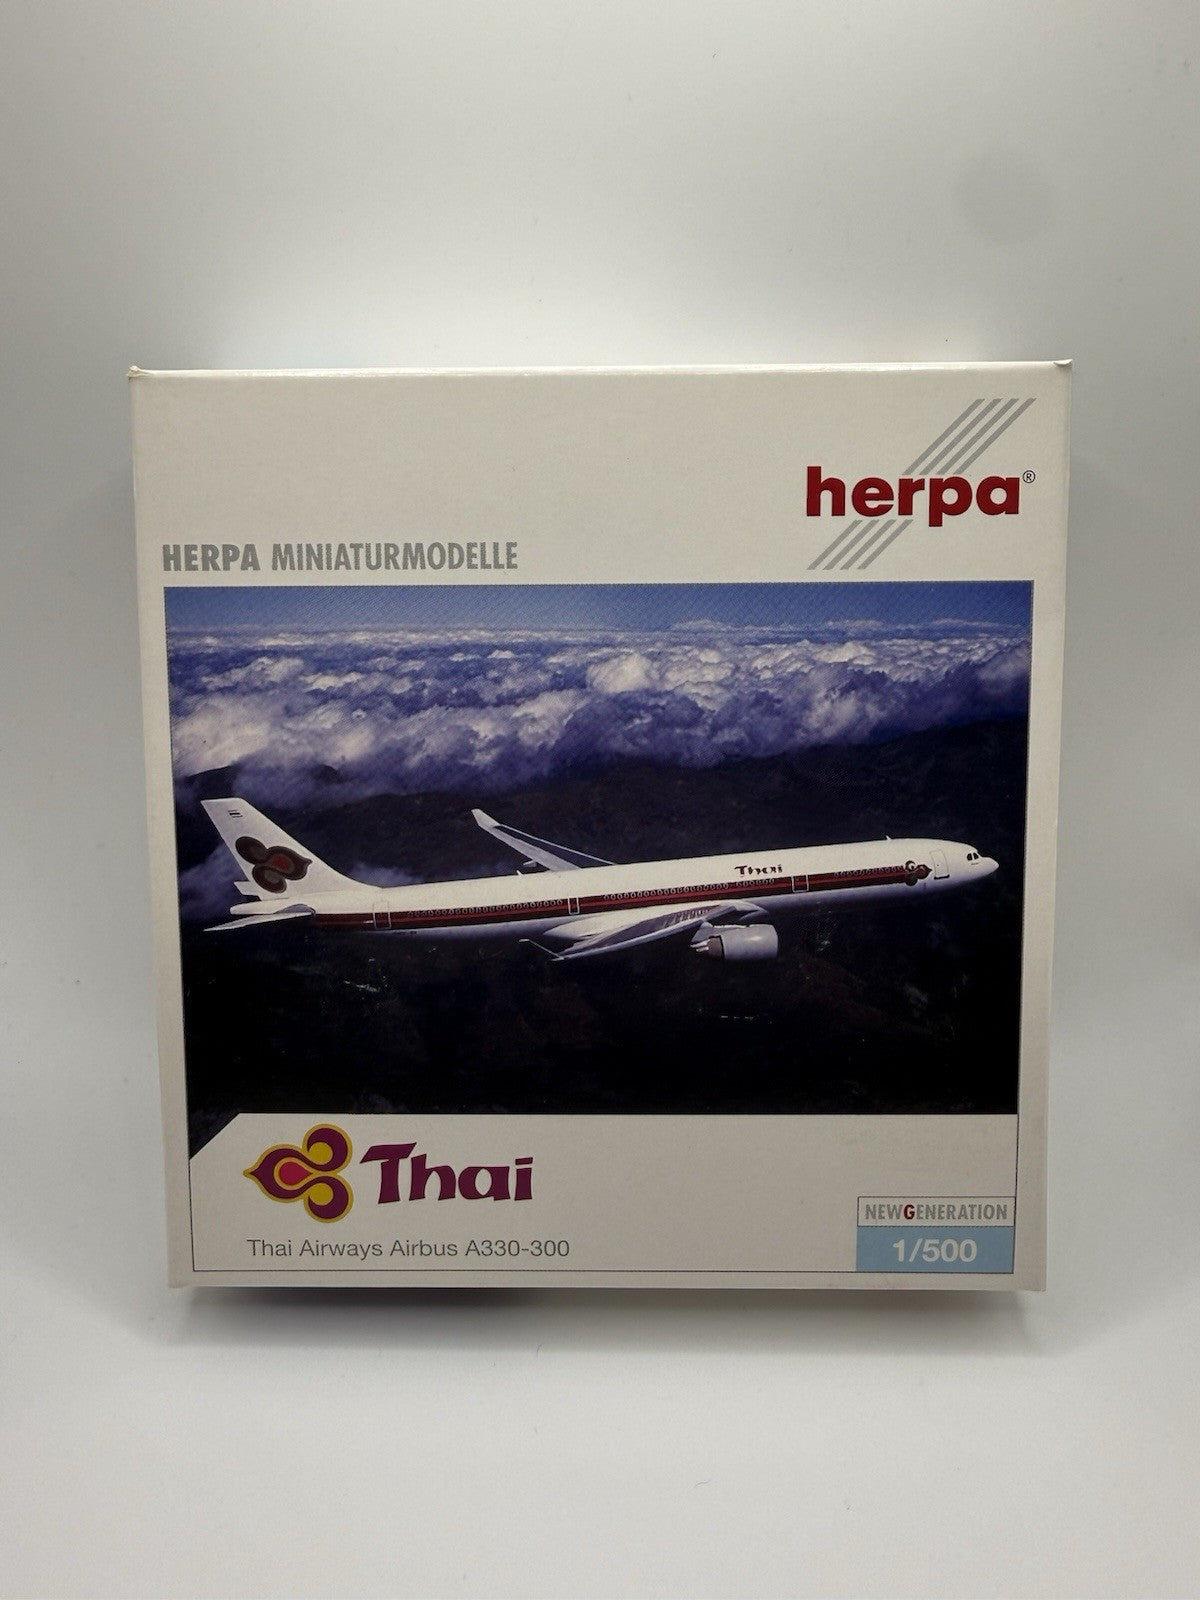 herpa®
HERPA MINIATURMODELLE
Thai
Thai
Thai Airways Airbus A330-300
NEWGENERATION
1/500